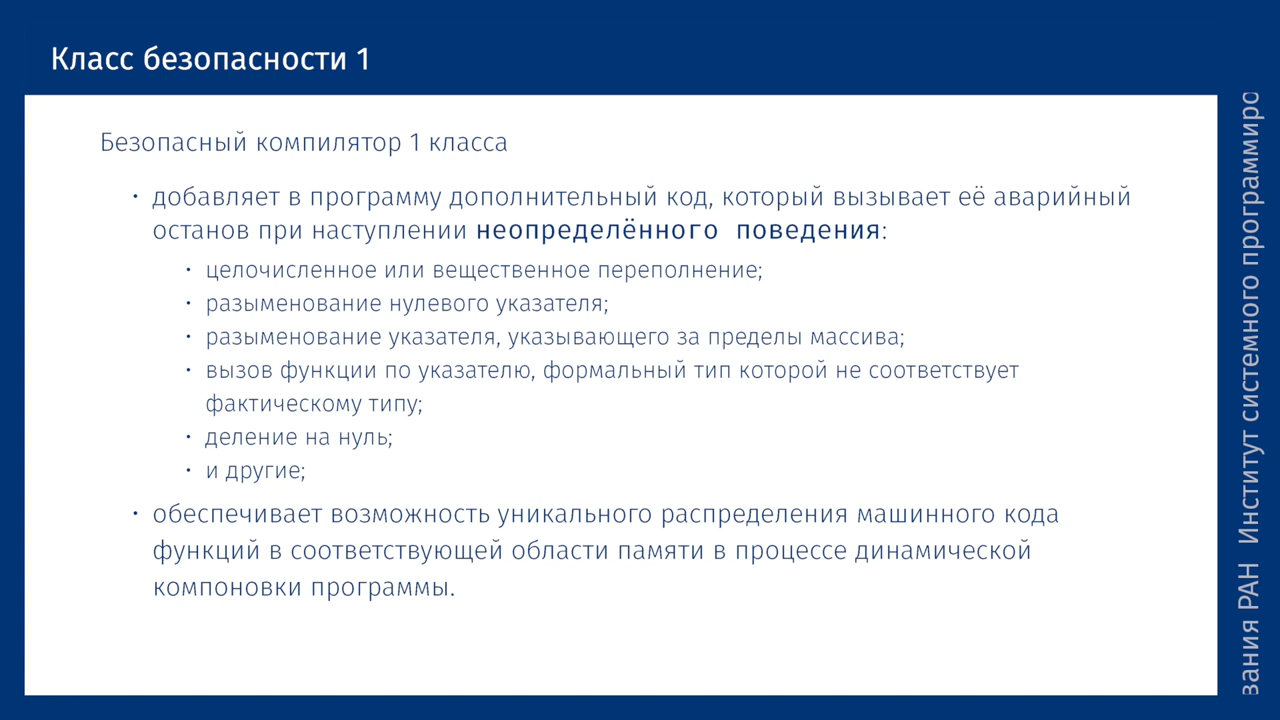 Класс безопасности 1
Безопасный компилятор 1 класса
• добавляет в программу дополнительный код, который вызывает её аварийный
останов при наступлении неопределённого поведения:
• целочисленное или вещественное переполнение;
• разыменование нулевого указателя;
• разыменование указателя, указывающего за пределы массива;
• вызов функции по указателю, формальный тип которой не соответствует
фактическому типу;
• деление на нуль;
• и другие;
• обеспечивает возможность уникального распределения машинного кода
функций в соответствующей области памяти в процессе динамической
компоновки программы.
зания РАН Институт системного программирс